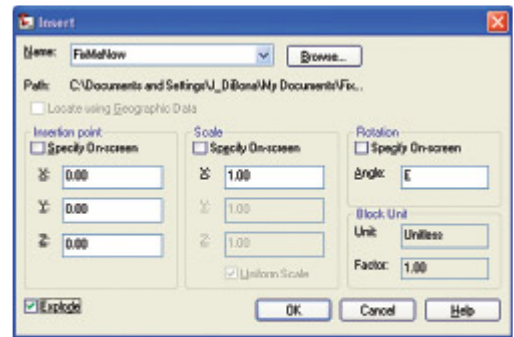 Insert
Name: FixMeNow Browse...
Path: C:\Documents and Settings\J_DiBona\My Documents\Fix...
Locate using Geographic Data
Insertion point
Specify On-screen
X: 0.00
Y: 0.00
Z: 0.00
Scale
Specify On-screen
X: 1.00
Y: 1.00
Z: 1.00
Uniform Scale
Rotation
Specify On-screen
Angle: E
Block Unit
Unit: Unitless
Factor: 1.00
Explode
OK Cancel Help